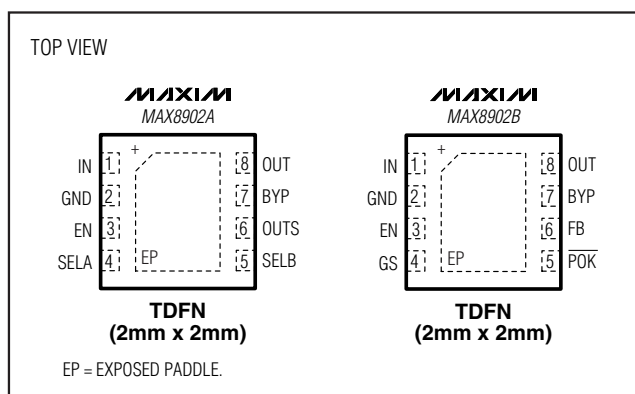 TOP VIEW
MAXIM
MAX8902A
+
IN 1 8 OUT
GND 2 7 BYP
EN 3 6 OUTS
SELA 4 EP 5 SELB
TDFN
(2mm x 2mm)
MAXIM
MAX8902B
+
IN 1 8 OUT
GND 2 7 BYP
EN 3 6 FB
GS 4 EP 5 P̅O̅K̅
TDFN
(2mm x 2mm)
EP = EXPOSED PADDLE.